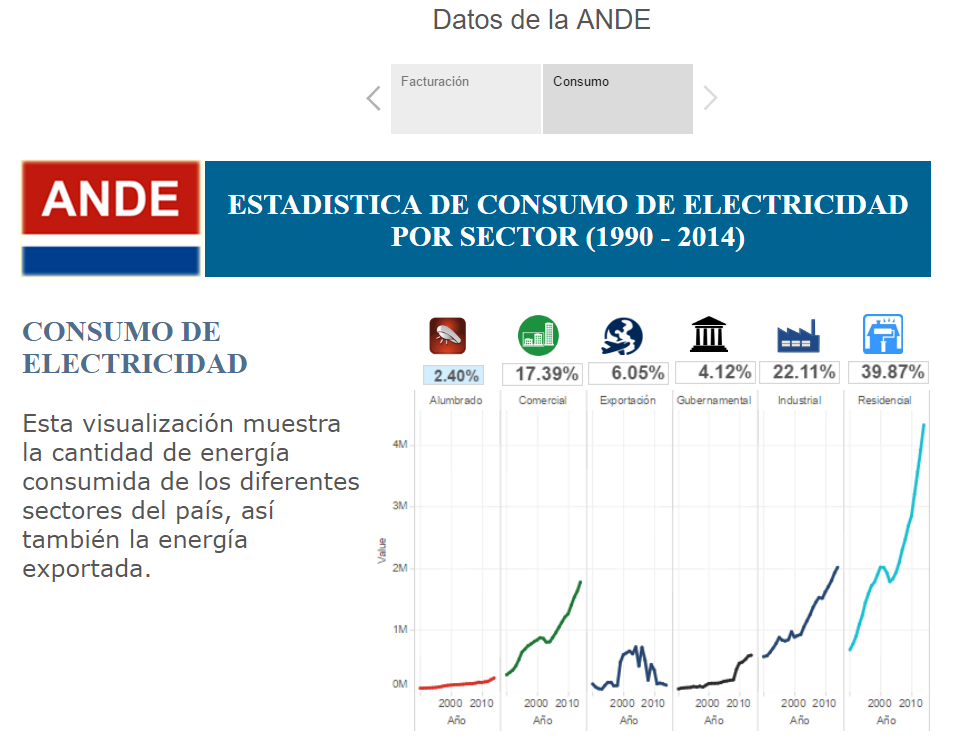 Datos de la ANDE
Facturación
Consumo
ANDE
ESTADISTICA DE CONSUMO DE ELECTRICIDAD
POR SECTOR (1990 - 2014)
CONSUMO DE
ELECTRICIDAD
Esta visualización muestra
la cantidad de energía
consumida de los diferentes
sectores del país, así
también la energía
exportada.
2.40% 17.39% 6.05% 4.12% 22.11% 39.87%
Alumbrado Comercial Exportación Gubernamental Industrial Residencial
4M
3M
Value
2M
1M
0M
2000 2010 2000 2010 2000 2010 2000 2010 2000 2010 2000 2010
Año Año Año Año Año Año